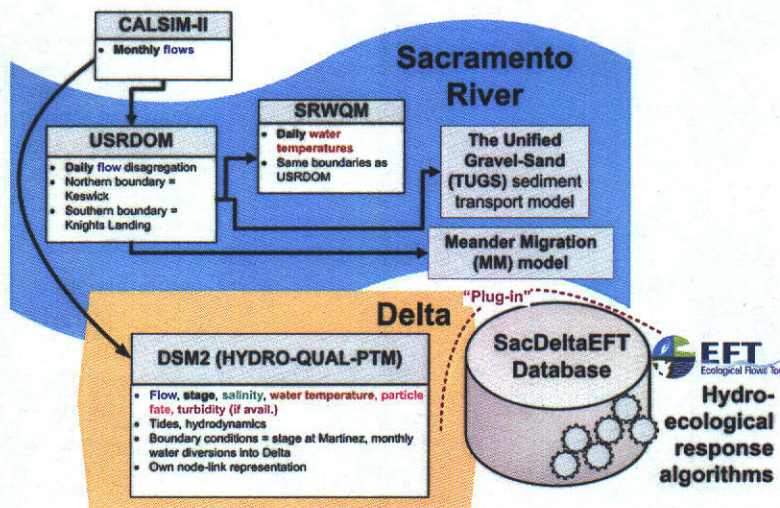 CALSIM-II
• Monthly flows
Sacramento
River
USRDOM
• Daily flow disagregation
• Northern boundary =
Keswick
• Southern boundary =
Knights Landing
SRWQM
• Daily water
temperatures
• Same boundaries as
USRDOM
The Unified
Gravel-Sand
(TUGS) sediment
transport model
Meander Migration
(MM) model
Delta
DSM2 (HYDRO-QUAL-PTM)
• Flow, stage, salinity, water temperature, particle
fate, turbidity (if avail.)
• Tides, hydrodynamics
• Boundary conditions = stage at Martinez, monthly
water diversions into Delta
• Own node-link representation
"Plug-in"
SacDeltaEFT
Database
EFT
Ecological Flows Too
Hydro-
ecological
response
algorithms